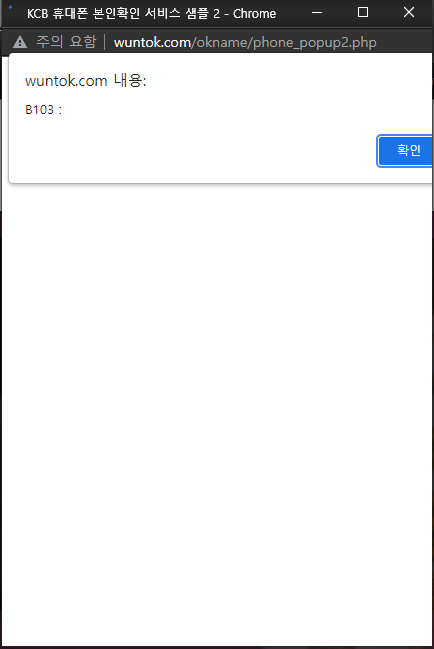 KCB 휴대폰 본인확인 서비스 샘플 2 - Chrome
주의 요함 | wuntok.com/okname/phone_popup2.php
wuntok.com 내용:
B103 :
확인